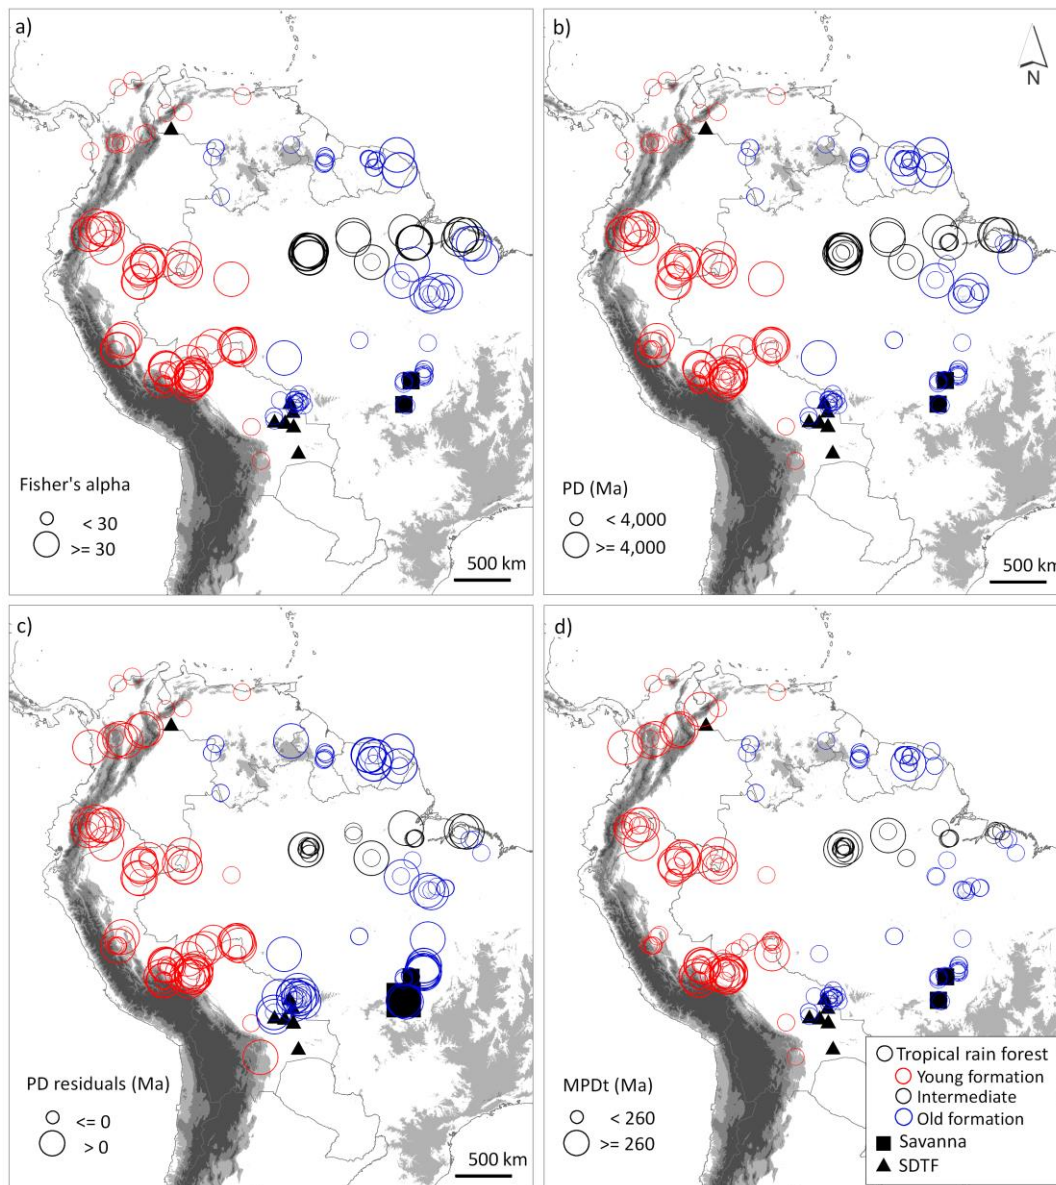 a)
Fisher's alpha
< 30
>= 30
500 km
b)
N
PD (Ma)
< 4,000
>= 4,000
500 km
c)
PD residuals (Ma)
<= 0
> 0
500 km
d)
MPDt (Ma)
< 260
>= 260
Tropical rain forest
Young formation
Intermediate
Old formation
Savanna
SDTF